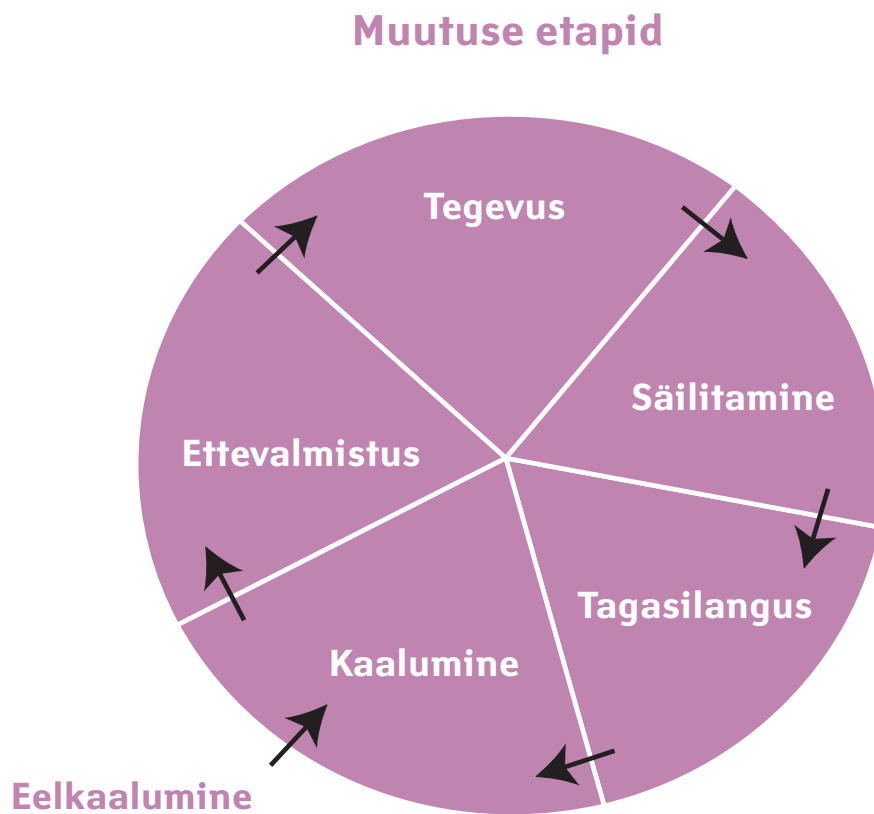 Muutuse etapid
Tegevus
Säilitamine
Ettevalmistus
Tagasilangus
Kaalumine
Eelkaalumine